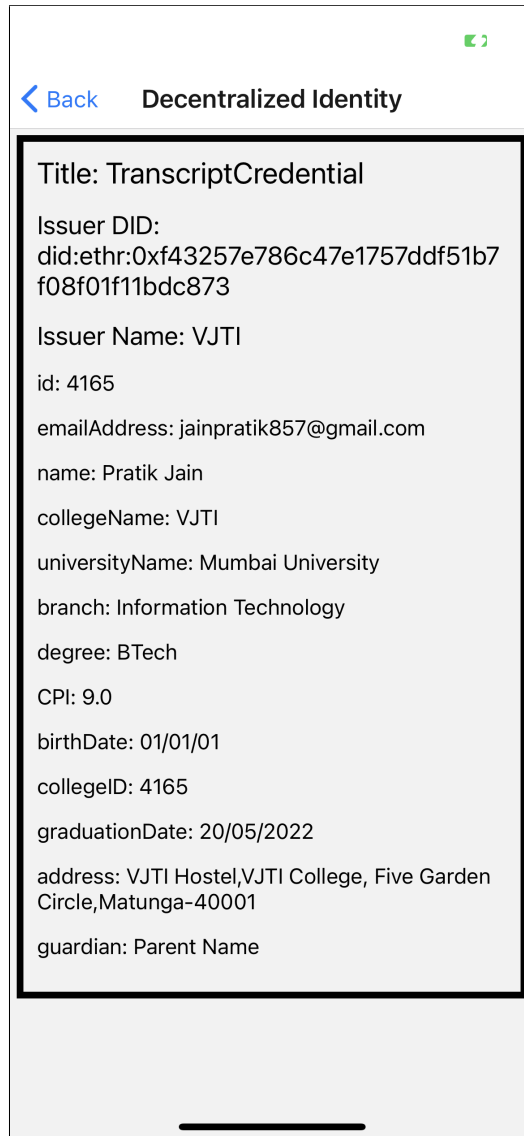 Back
Decentralized Identity
Title: TranscriptCredential
Issuer DID:
did:ethr:0xf43257e786c47e1757ddf51b7
f08f01f11bdc873
Issuer Name: VJTI
id: 4165
emailAddress: jainpratik857@gmail.com
name: Pratik Jain
collegeName: VJTI
universityName: Mumbai University
branch: Information Technology
degree: BTech
CPI: 9.0
birthDate: 01/01/01
collegeID: 4165
graduationDate: 20/05/2022
address: VJTI Hostel,VJTI College, Five Garden
Circle,Matunga-40001
guardian: Parent Name